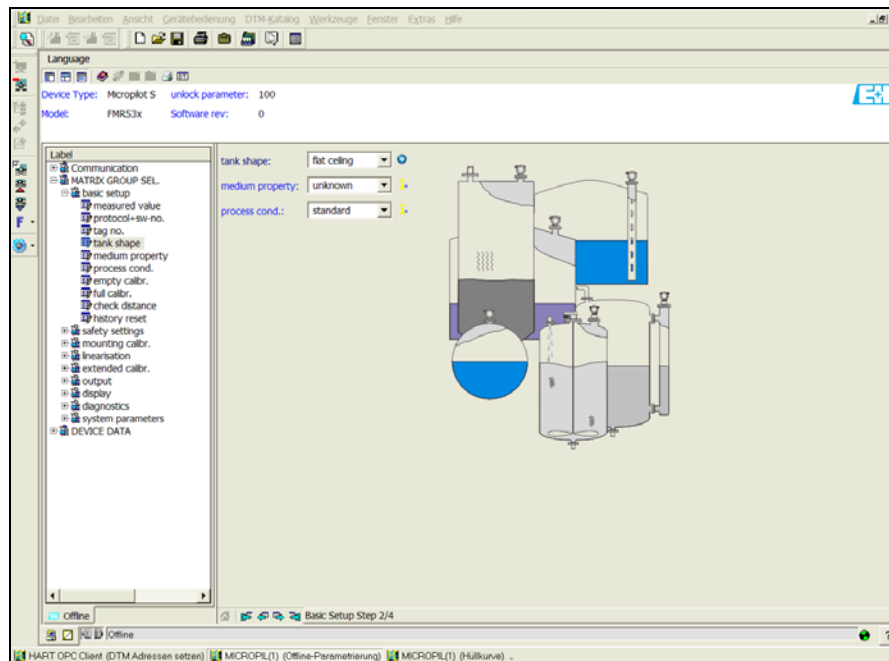 Datei Bearbeiten Ansicht Gerätebedienung DTM-Katalog Werkzeuge Fenster Extras Hilfe
Language
Device Type: Micropilot S unlock parameter: 100
Model: FMR53x Software rev: 0
E+H
Label
Communication
MATRIX GROUP SEL.
basic setup
measured value
protocol+sw-no.
tag no.
tank shape
medium property
process cond.
empty calibr.
full calibr.
check distance
history reset
safety settings
mounting calibr.
linearisation
extended calibr.
output
display
diagnostics
system parameters
DEVICE DATA
tank shape: flat ceiling
medium property: unknown
process cond.: standard
F
Offline
Basic Setup Step 2/4
Offline
HART OPC Client (DTM Adressen setzen) MICROPIL(1) (Offline-Parametrierung) MICROPIL(1) (Hüllkurve)